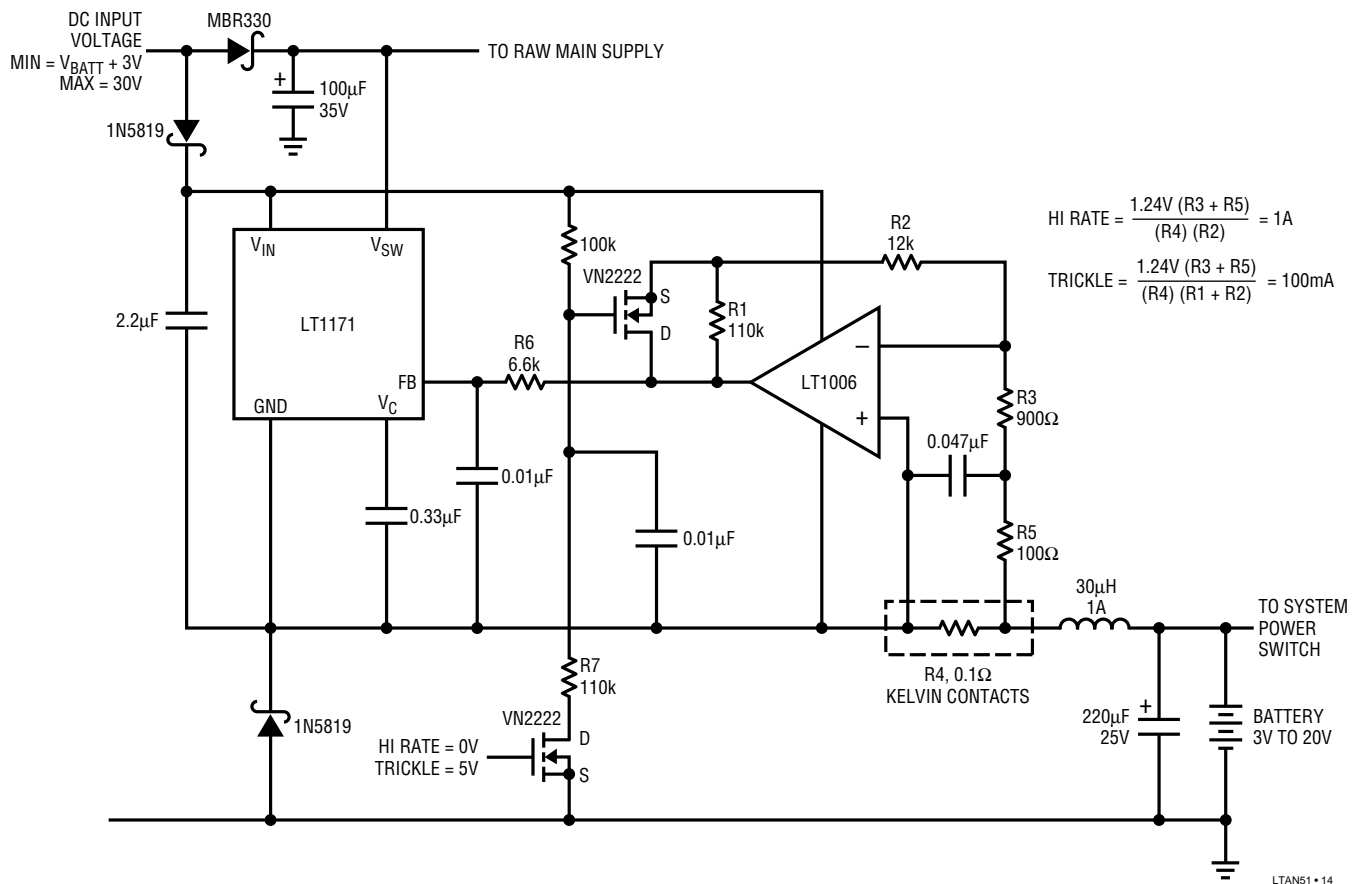 DC INPUT
VOLTAGE
MIN = VBATT + 3V
MAX = 30V
MBR330
TO RAW MAIN SUPPLY
+
100µF
35V
1N5819
VIN
VSW
LT1171
FB
GND
VC
2.2µF
100k
VN2222
S
D
R1
110k
R2
12k
R6
6.6k
LT1006
–
+
HI RATE = 1.24V (R3 + R5) / (R4) (R2) = 1A
TRICKLE = 1.24V (R3 + R5) / (R4) (R1 + R2) = 100mA
R3
900Ω
0.047µF
R5
100Ω
0.01µF
0.33µF
0.01µF
30µH
1A
TO SYSTEM
POWER
SWITCH
R4, 0.1Ω
KELVIN CONTACTS
R7
110k
1N5819
VN2222
D
S
HI RATE = 0V
TRICKLE = 5V
+
220µF
25V
BATTERY
3V TO 20V
LTAN51 • 14